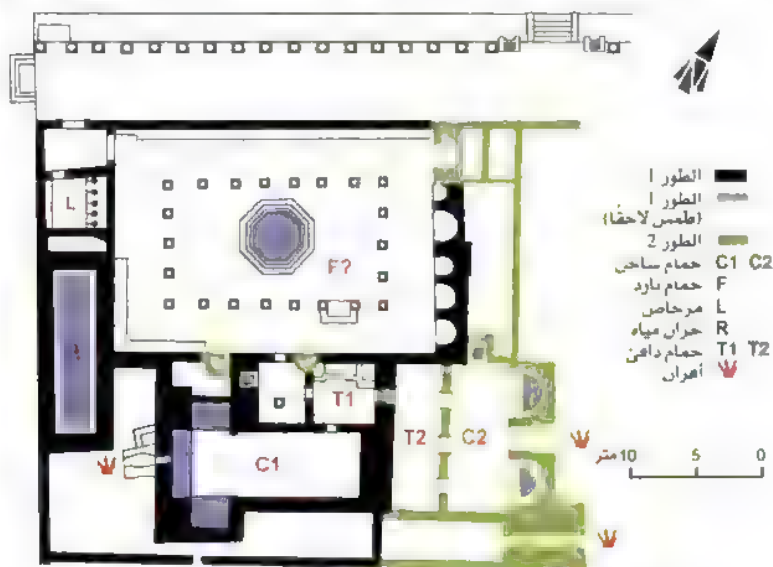 L
F?
T1
T2
C2
C1
الطور 1
الطور 1
(طمس لاحقًا)
الطور 2
حمام ساخن C1 C2
حمام بارد F
مرحاض L
خزان مياه R
حمام دافئ T1 T2
أفران
متر 10 5 0